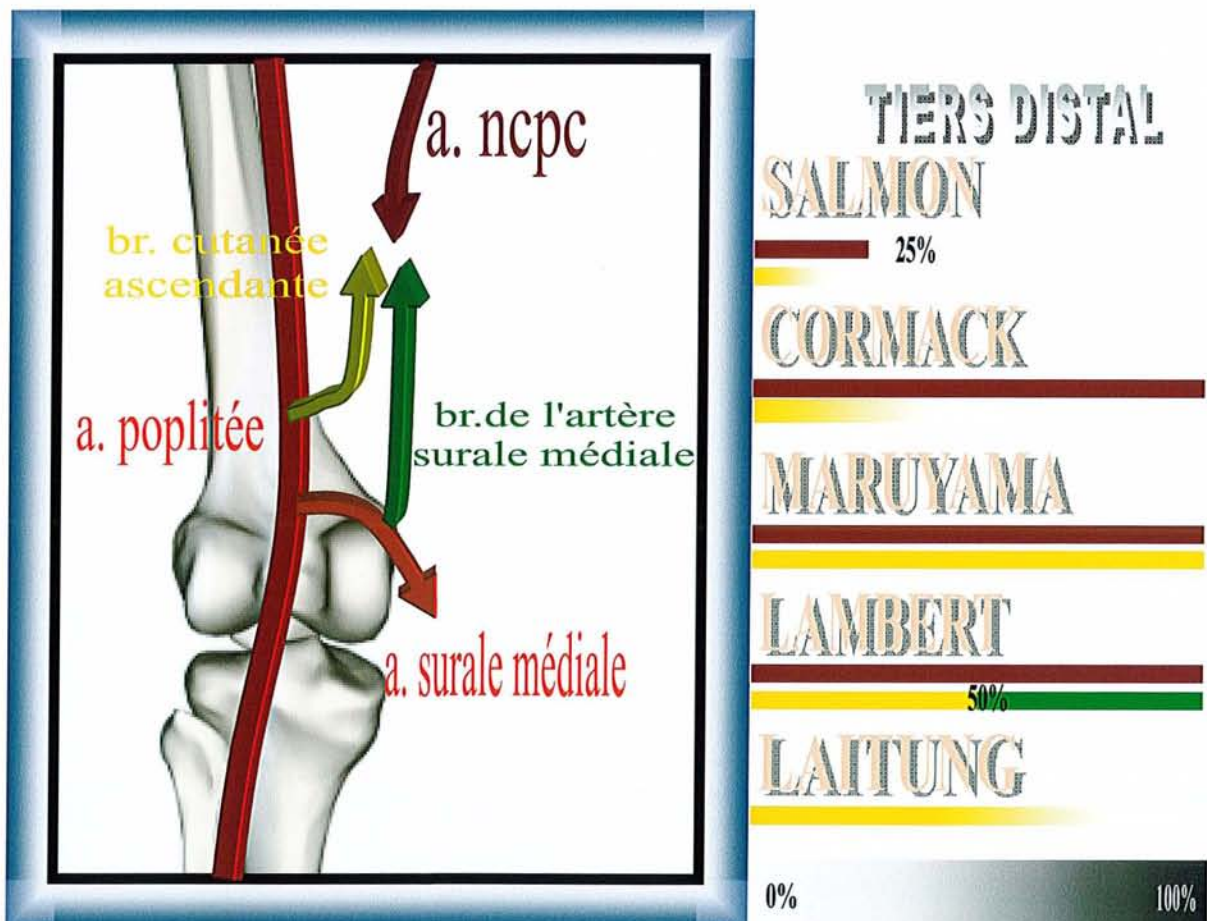 a. ncpc
br. cutanée
ascendante
a. poplitée
br.de l'artère
surale médiale
a. surale médiale
TIERS DISTAL
SALMON
25%
CORMACK
MARUYAMA
LAMBERT
50%
LAITUNG
0%
100%